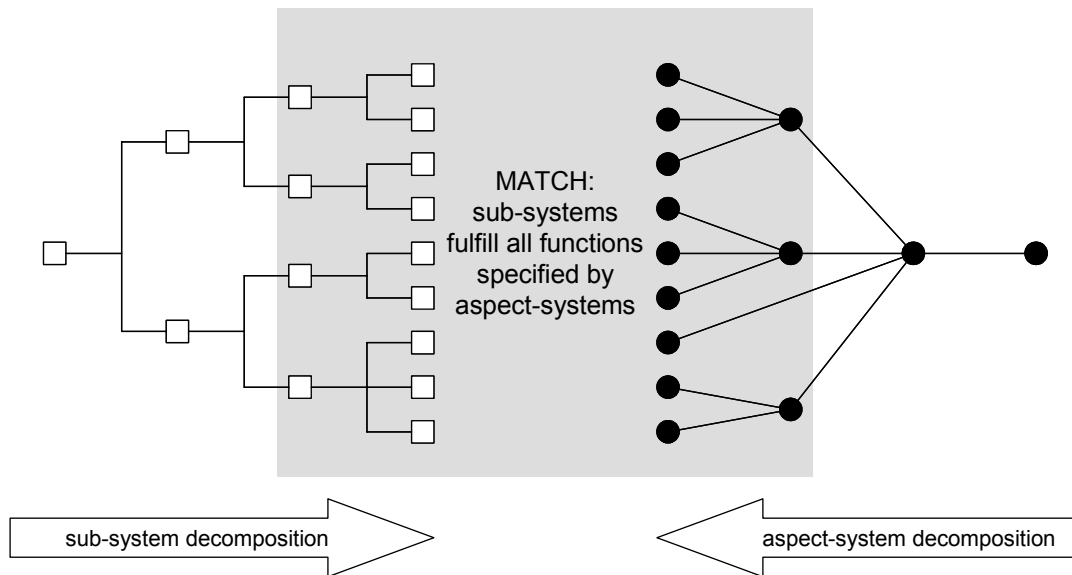 MATCH:
sub-systems
fulfill all functions
specified by
aspect-systems
sub-system decomposition
aspect-system decomposition